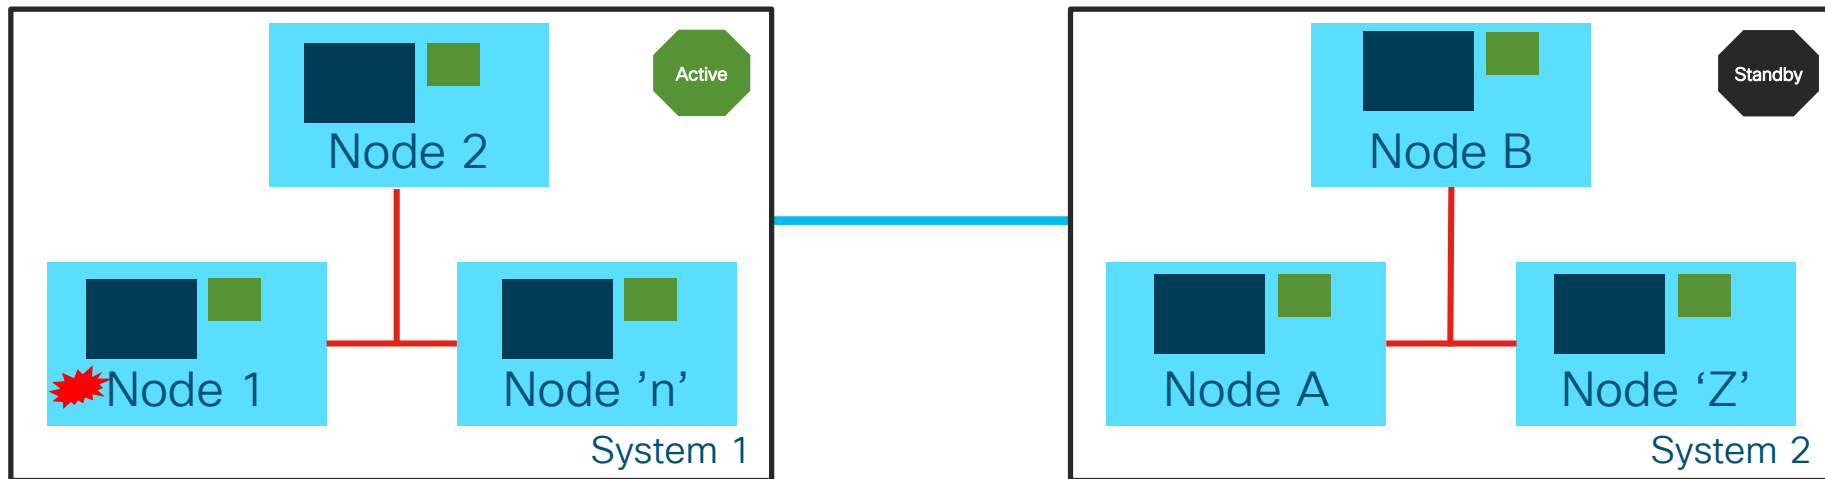 Node 2
Active
Node 1
Node ’n’
System 1
Node B
Standby
Node A
Node ‘Z’
System 2